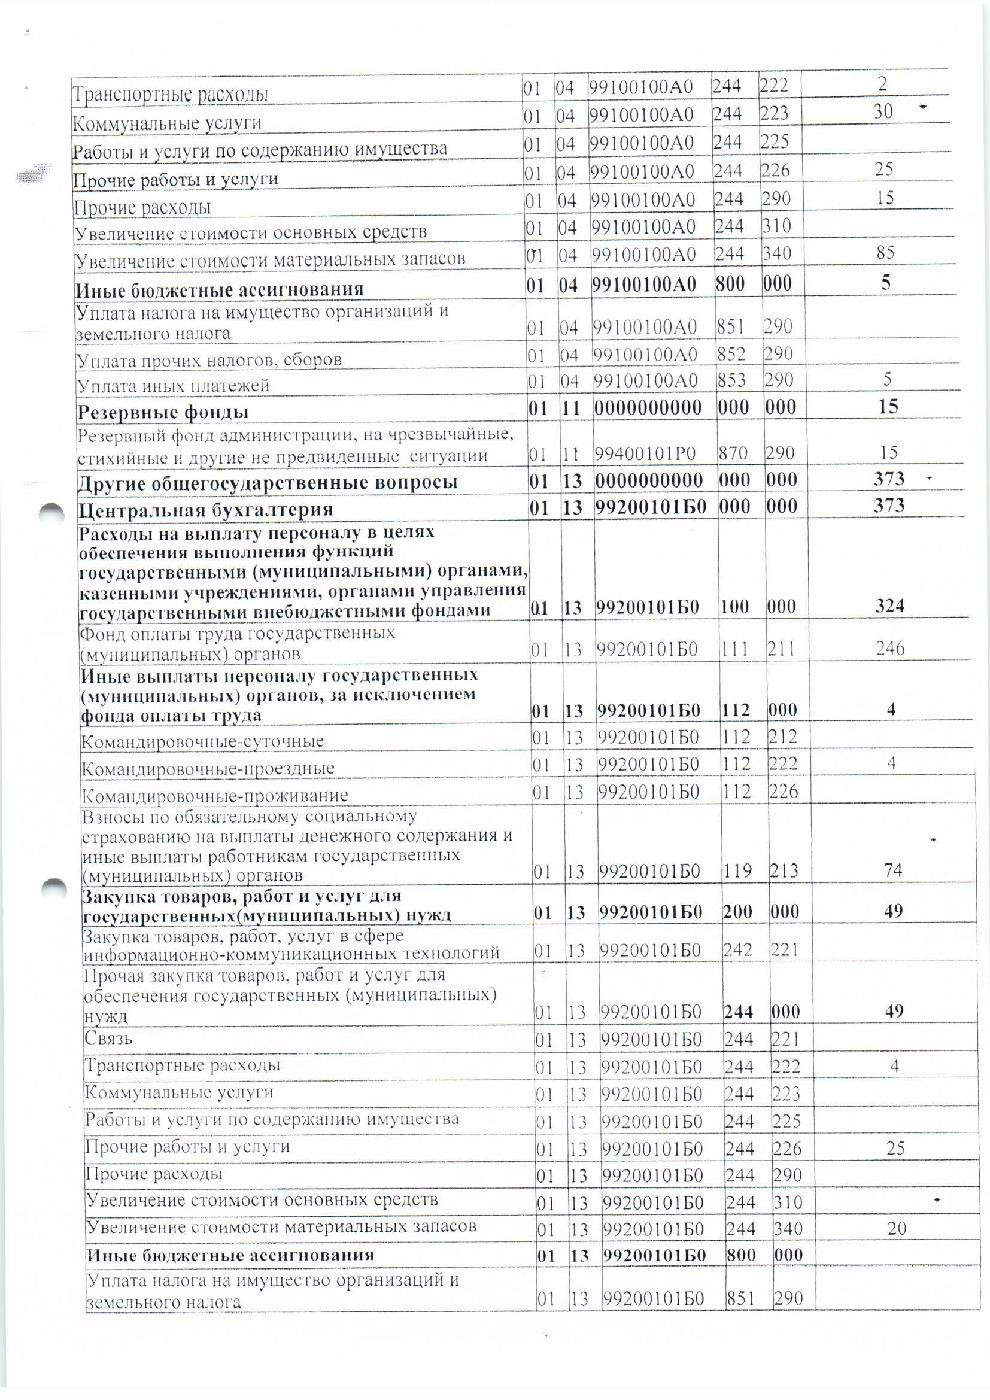 Транспортные расходы 01 04 99100100А0 244 222 2
Коммунальные услуги 01 04 99100100А0 244 223 30
Работы и услуги по содержанию имущества 01 04 99100100А0 244 225
Прочие работы и услуги 01 04 99100100А0 244 226 25
Прочие расходы 01 04 99100100А0 244 290 15
Увеличение стоимости основных средств 01 04 99100100А0 244 310
Увеличение стоимости материальных запасов 01 04 99100100А0 244 340 85
Иные бюджетные ассигнования 01 04 99100100А0 800 000 5
Уплата налога на имущество организаций и
земельного налога 01 04 99100100А0 851 290
Уплата прочих налогов, сборов 01 04 99100100А0 852 290
Уплата иных платежей 01 04 99100100А0 853 290 5
Резервные фонды 01 11 0000000000 000 000 15
Резервный фонд администрации, на чрезвычайные,
стихийные и другие не предвиденные ситуации 01 11 99400101Р0 870 290 15
Другие общегосударственные вопросы 01 13 0000000000 000 000 373
Центральная бухгалтерия 01 13 99200101Б0 000 000 373
Расходы на выплату персоналу в целях
обеспечения выполнения функций
государственными (муниципальными) органами,
казенными учреждениями, органами управления
государственными внебюджетными фондами 01 13 99200101Б0 100 000 324
Фонд оплаты труда государственных
(муниципальных) органов 01 13 99200101Б0 111 211 246
Иные выплаты персоналу государственных
(муниципальных) органов, за исключением
фонда оплаты труда 01 13 99200101Б0 112 000 4
Командировочные-суточные 01 13 99200101Б0 112 212
Командировочные-проездные 01 13 99200101Б0 112 222 4
Командировочные-проживание 01 13 99200101Б0 112 226
Взносы по обязательному социальному
страхованию на выплаты денежного содержания и
иные выплаты работникам государственных
(муниципальных) органов 01 13 99200101Б0 119 213 74
Закупка товаров, работ и услуг для
государственных(муниципальных) нужд 01 13 99200101Б0 200 000 49
Закупка товаров, работ, услуг в сфере
информационно-коммуникационных технологий 01 13 99200101Б0 242 221
Прочая закупка товаров, работ и услуг для
обеспечения государственных (муниципальных)
нужд 01 13 99200101Б0 244 000 49
Связь 01 13 99200101Б0 244 221
Транспортные расходы 01 13 99200101Б0 244 222 4
Коммунальные услуги 01 13 99200101Б0 244 223
Работы и услуги по содержанию имущества 01 13 99200101Б0 244 225
Прочие работы и услуги 01 13 99200101Б0 244 226 25
Прочие расходы 01 13 99200101Б0 244 290
Увеличение стоимости основных средств 01 13 99200101Б0 244 310
Увеличение стоимости материальных запасов 01 13 99200101Б0 244 340 20
Иные бюджетные ассигнования 01 13 99200101Б0 800 000
Уплата налога на имущество организаций и
земельного налога 01 13 99200101Б0 851 290